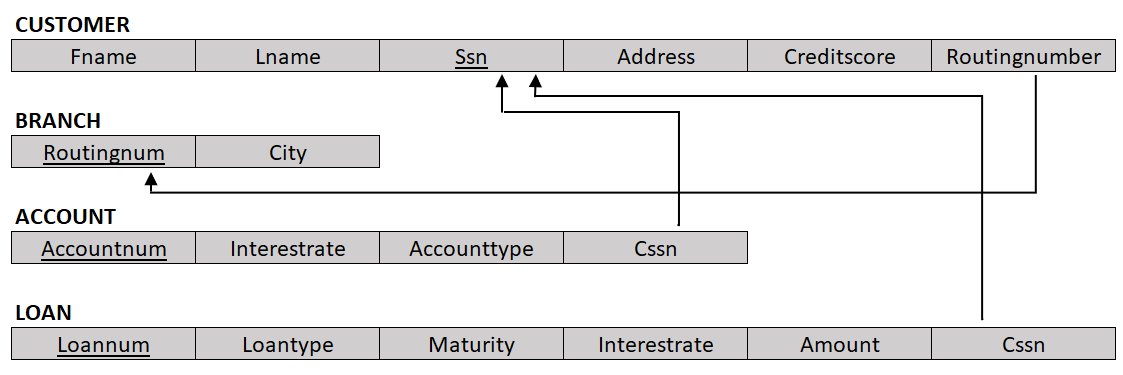 CUSTOMER
Fname Lname Ssn Address Creditscore Routingnumber
BRANCH
Routingnum City
ACCOUNT
Accountnum Interestrate Accounttype Cssn
LOAN
Loannum Loantype Maturity Interestrate Amount Cssn